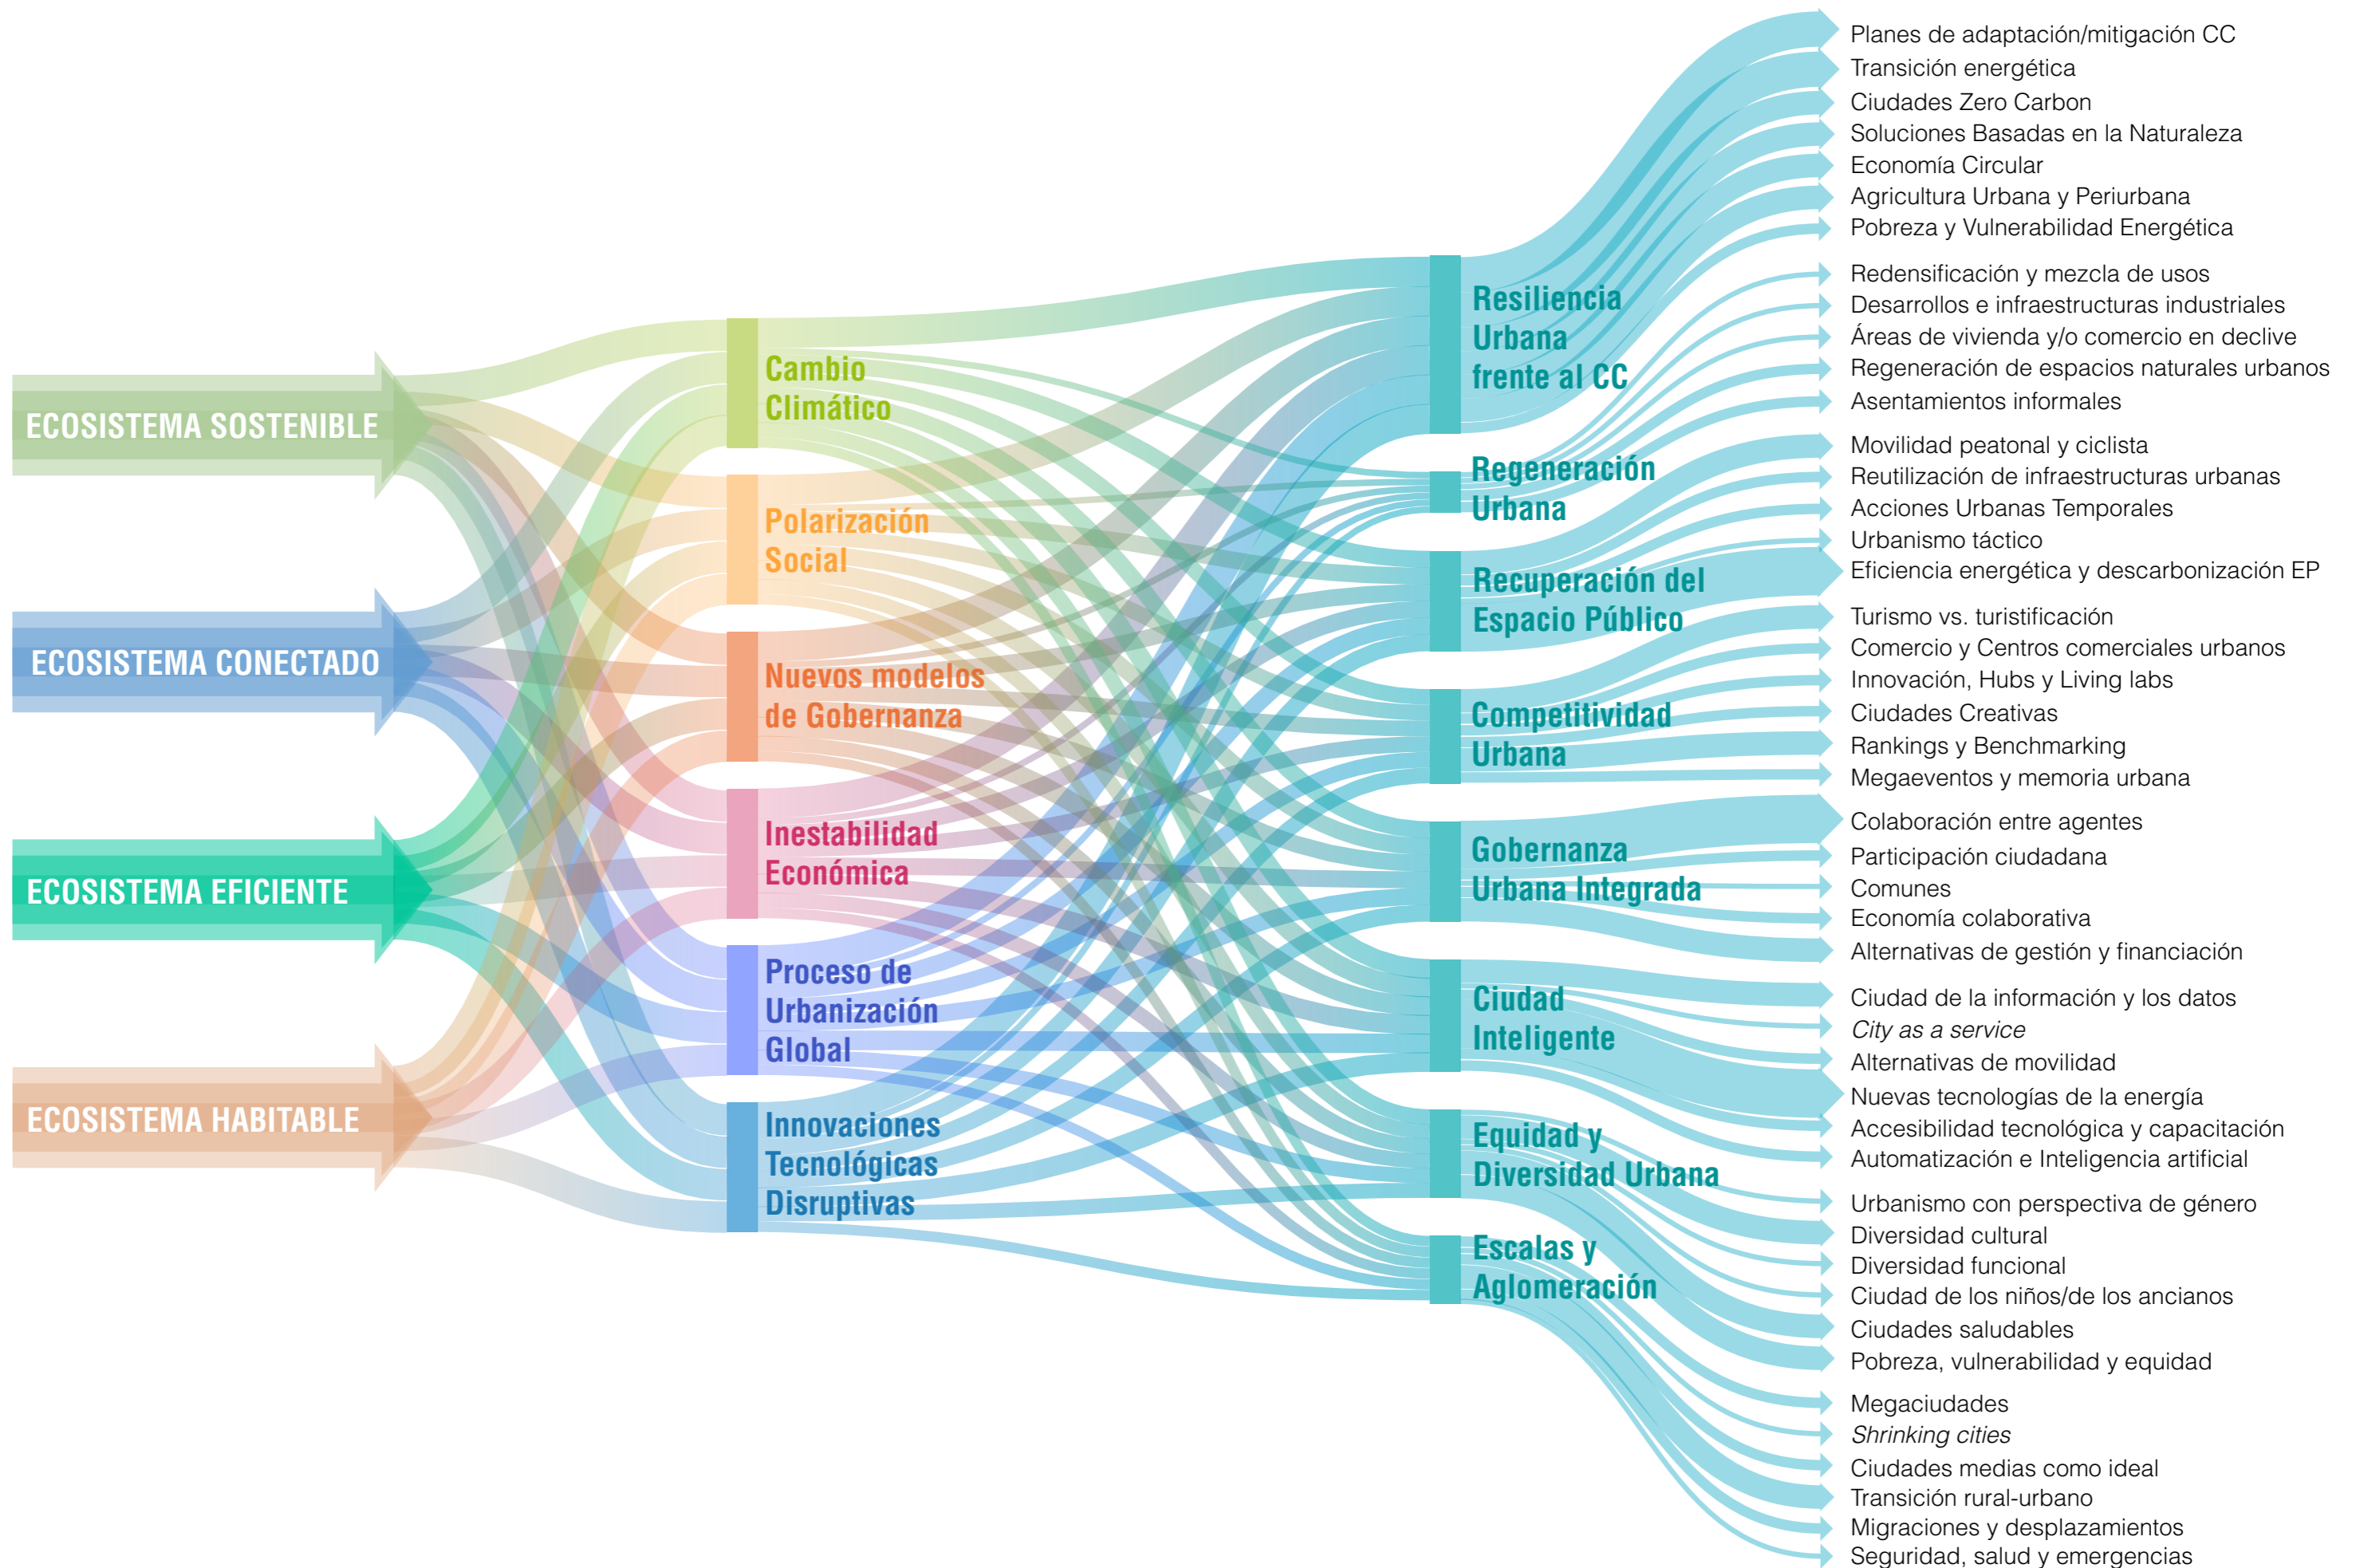 ECOSISTEMA SOSTENIBLE
ECOSISTEMA CONECTADO
ECOSISTEMA EFICIENTE
ECOSISTEMA HABITABLE
Cambio
Climático
Polarización
Social
Nuevos modelos
de Gobernanza
Inestabilidad
Económica
Proceso de
Urbanización
Global
Innovaciones
Tecnológicas
Disruptivas
Resiliencia
Urbana
frente al CC
Regeneración
Urbana
Recuperación del
Espacio Público
Competitividad
Urbana
Gobernanza
Urbana Integrada
Ciudad
Inteligente
Equidad y
Diversidad Urbana
Escalas y
Aglomeración
Planes de adaptación/mitigación CC
Transición energética
Ciudades Zero Carbon
Soluciones Basadas en la Naturaleza
Economía Circular
Agricultura Urbana y Periurbana
Pobreza y Vulnerabilidad Energética
Redensificación y mezcla de usos
Desarrollos e infraestructuras industriales
Áreas de vivienda y/o comercio en declive
Regeneración de espacios naturales urbanos
Asentamientos informales
Movilidad peatonal y ciclista
Reutilización de infraestructuras urbanas
Acciones Urbanas Temporales
Urbanismo táctico
Eficiencia energética y descarbonización EP
Turismo vs. turistificación
Comercio y Centros comerciales urbanos
Innovación, Hubs y Living labs
Ciudades Creativas
Rankings y Benchmarking
Megaeventos y memoria urbana
Colaboración entre agentes
Participación ciudadana
Comunes
Economía colaborativa
Alternativas de gestión y financiación
Ciudad de la información y los datos
City as a service
Alternativas de movilidad
Nuevas tecnologías de la energía
Accesibilidad tecnológica y capacitación
Automatización e Inteligencia artificial
Urbanismo con perspectiva de género
Diversidad cultural
Diversidad funcional
Ciudad de los niños/de los ancianos
Ciudades saludables
Pobreza, vulnerabilidad y equidad
Megaciudades
Shrinking cities
Ciudades medias como ideal
Transición rural-urbano
Migraciones y desplazamientos
Seguridad, salud y emergencias